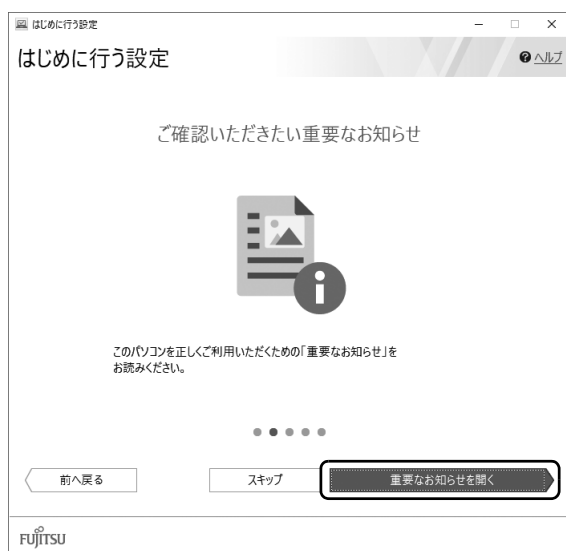 はじめに行う設定
はじめに行う設定
ヘルプ
ご確認いただきたい重要なお知らせ
このパソコンを正しくご利用いただくための「重要なお知らせ」を
お読みください。
前へ戻る
スキップ
重要なお知らせを開く
FUJITSU